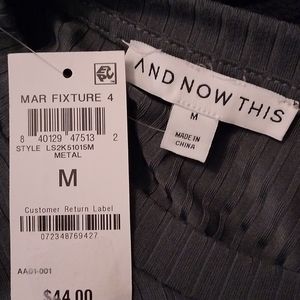 MAR FIXTURE 4
8 40129 47513 2
STYLE LS2K51015M
METAL
M
Customer Return Label
072348769427
AA01-001
$44.00
AND NOW THIS
M
MADE IN
CHINA